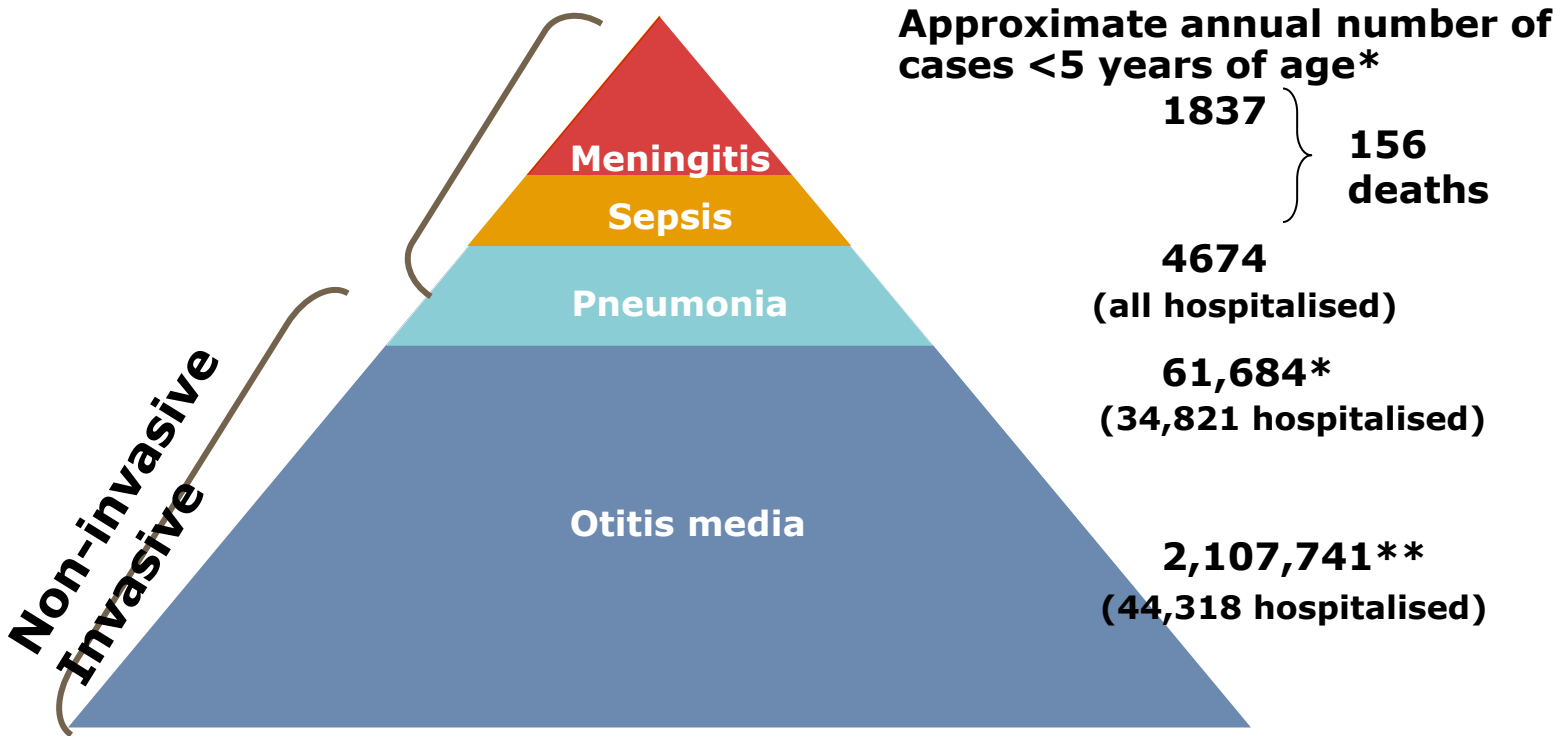 Approximate annual number of
cases <5 years of age*
1837
156
deaths
Meningitis
Sepsis
4674
(all hospitalised)
Pneumonia
61,684*
(34,821 hospitalised)
Otitis media
2,107,741**
(44,318 hospitalised)
Non-invasive
Invasive